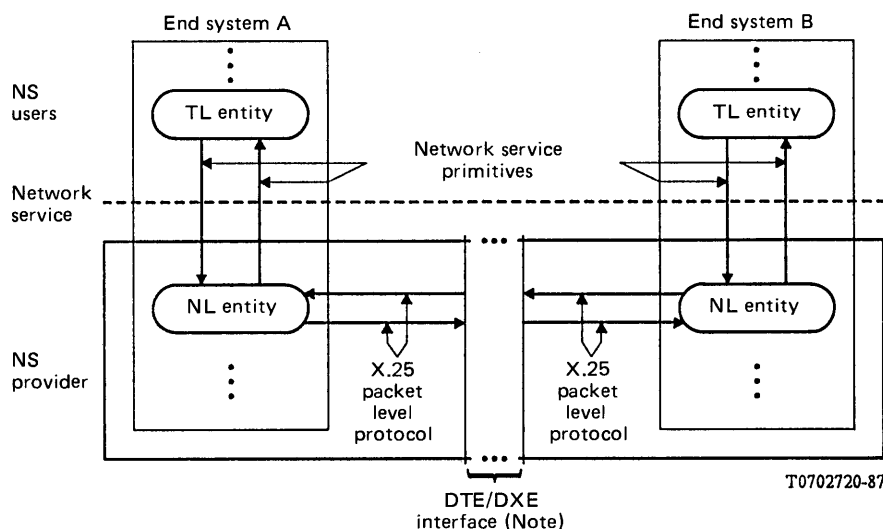 End system A
End system B
NS
users
TL entity
TL entity
Network service
primitives
Network
service
NL entity
NL entity
NS
provider
X.25
packet
level
protocol
X.25
packet
level
protocol
T0702720-87
DTE/DXE
interface (Note)